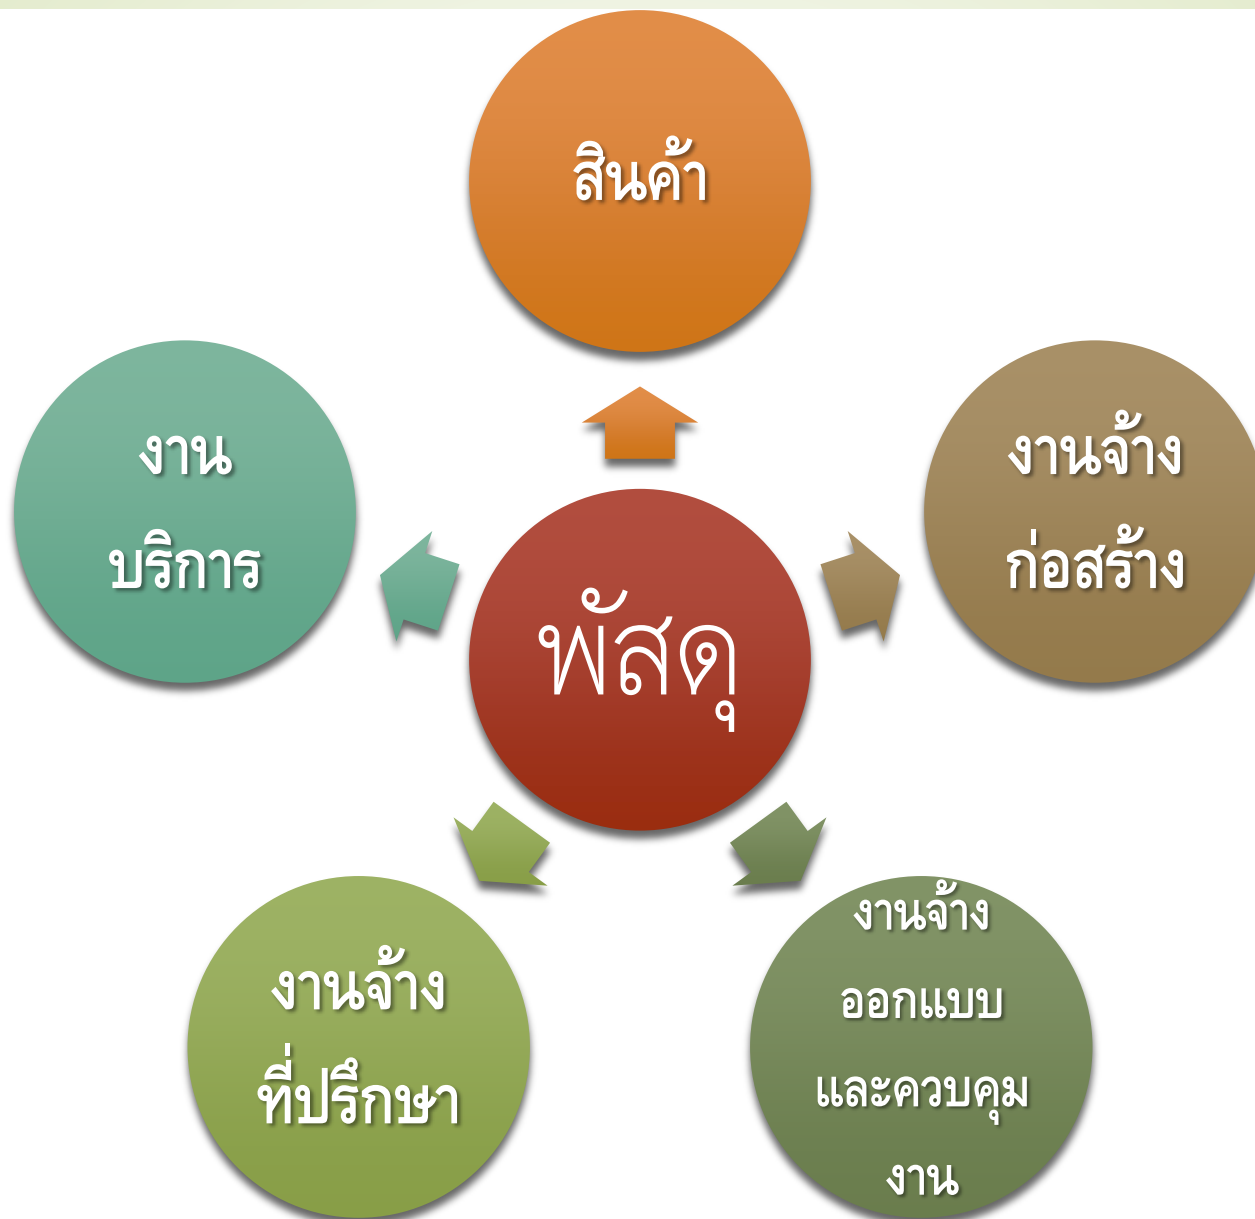 สินค้า
งาน
บริการ
งานจ้าง
ก่อสร้าง
พัสดุ
งานจ้าง
ที่ปรึกษา
งานจ้าง
ออกแบบ
และควบคุม
งาน